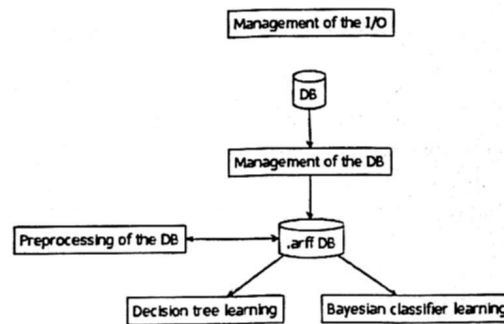 Management of the I/O
DB
Management of the DB
Preprocessing of the DB
.arff DB
Decision tree learning
Bayesian classifier learning